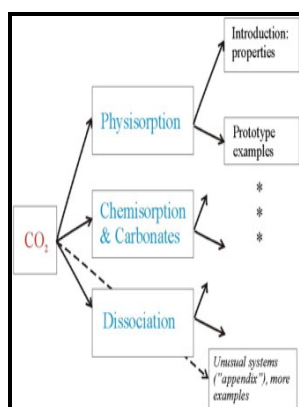 Introduction:
properties
Physisorption
Prototype
examples
*
*
*
Chemisorption
& Carbonates
CO₂
Dissociation
Unusual systems
("appendix"), more
examples